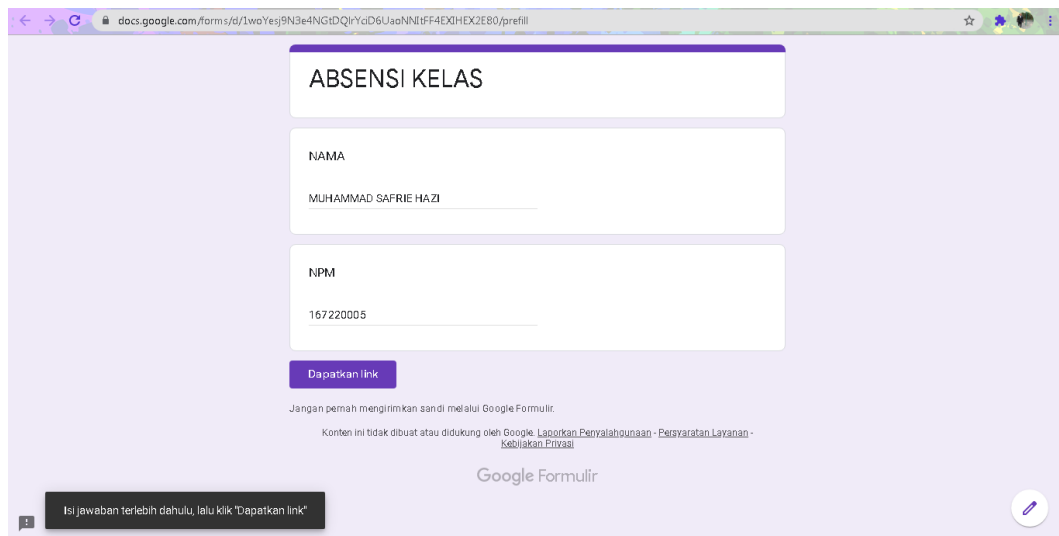 docs.google.com/forms/d/1woYesj9N3e4NGtDQlrYciD6UaoNNItFF4EXIHEX2E80/prefill
ABSENSI KELAS
NAMA
MUHAMMAD SAFRIE HAZI
NPM
167220005
Dapatkan link
Jangan pernah mengirimkan sandi melalui Google Formulir.
Konten ini tidak dibuat atau didukung oleh Google. Laporkan Penyalahgunaan - Persyaratan Layanan -
Kebijakan Privasi
Google Formulir
Isi jawaban terlebih dahulu, lalu klik "Dapatkan link"